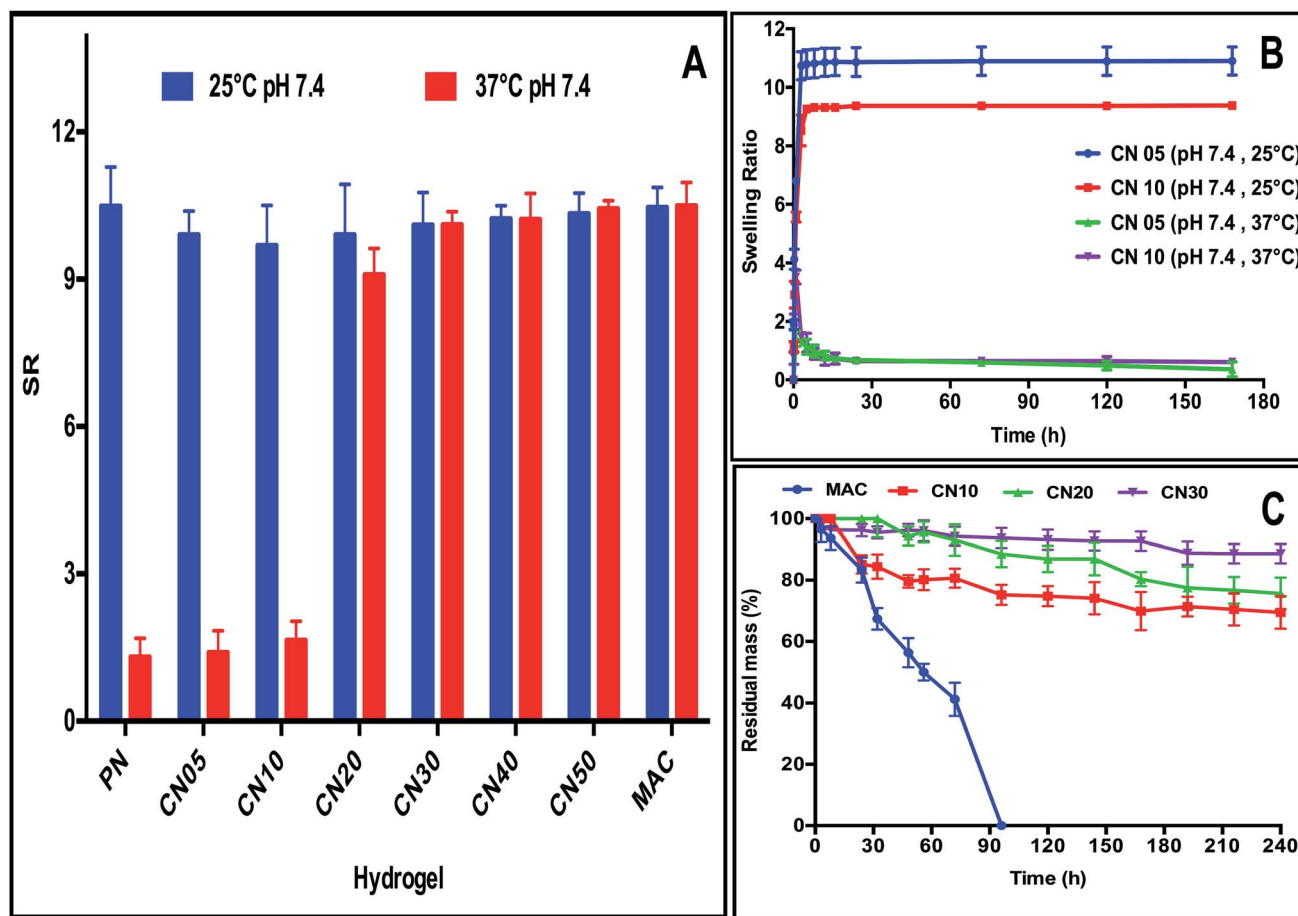 A
25°C pH 7.4
37°C pH 7.4
SR
12
9
6
3
0
PN
CN05
CN10
CN20
CN30
CN40
CN50
MAC
Hydrogel
B
Swelling Ratio
12
10
8
6
4
2
0
CN 05 (pH 7.4 , 25°C)
CN 10 (pH 7.4 , 25°C)
CN 05 (pH 7.4 , 37°C)
CN 10 (pH 7.4 , 37°C)
0 30 60 90 120 150 180
Time (h)
C
MAC CN10 CN20 CN30
Residual mass (%)
100
80
60
40
20
0
0 30 60 90 120 150 180 210 240
Time (h)